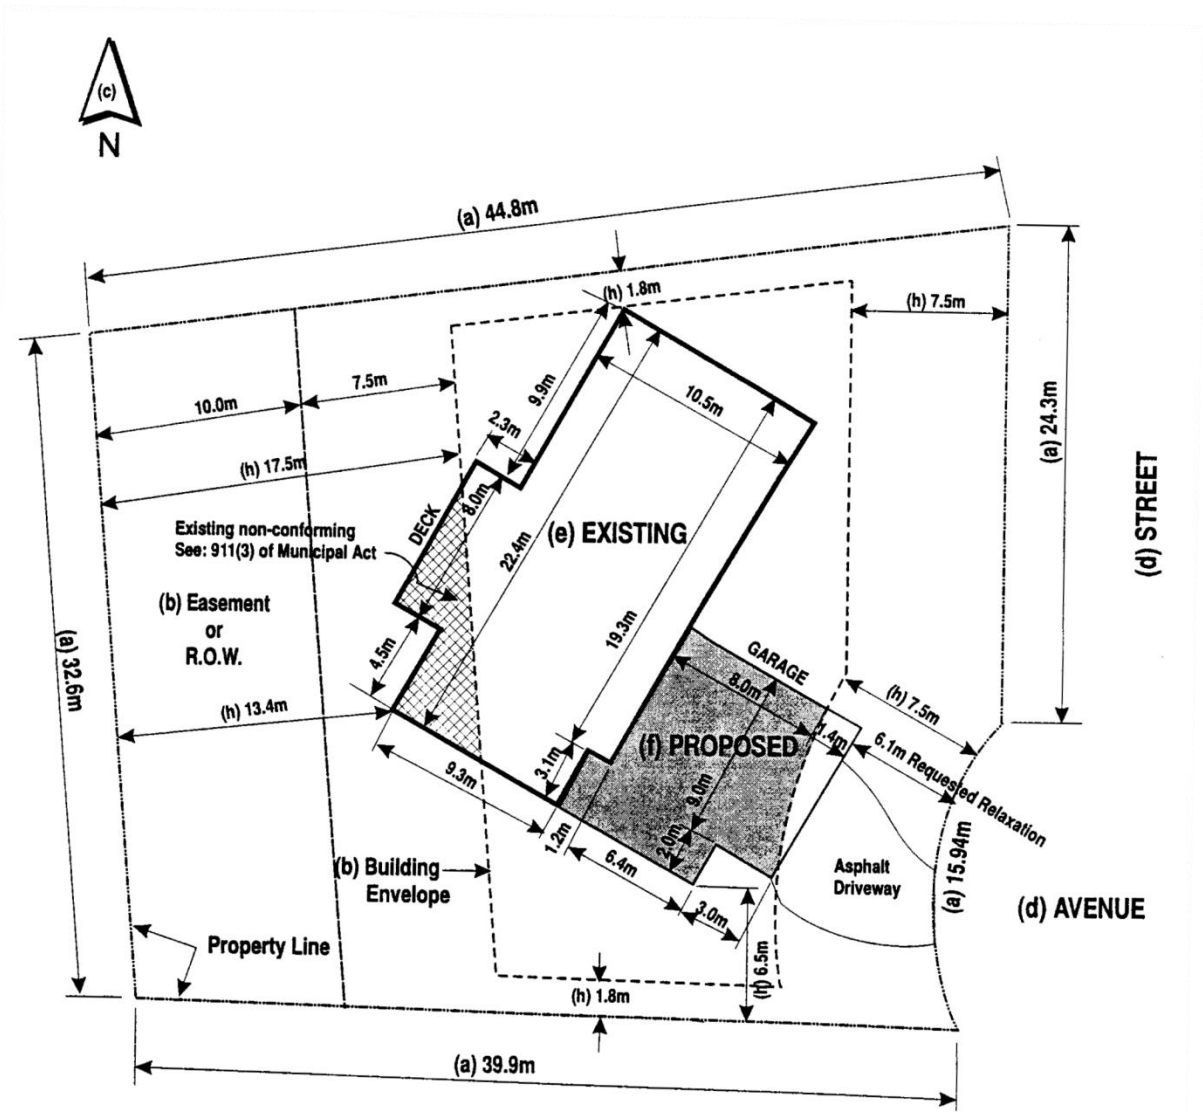 (c)
N
(a) 44.8m
(h) 1.8m
(h) 7.5m
7.5m
10.0m
9.9m
10.5m
2.3m
(a) 24.3m
(h) 17.5m
DECK
8.0m
Existing non-conforming
See: 911(3) of Municipal Act
(e) EXISTING
22.4m
(d) STREET
(b) Easement
or
R.O.W.
(a) 32.6m
4.5m
19.3m
GARAGE
8.0m
(h) 7.5m
(h) 13.4m
(f) PROPOSED
1.4m
6.1m Requested Relaxation
9.3m
3.1m
9.0m
1.2m
2.0m
6.4m
(b) Building
Envelope
Asphalt
Driveway
(a) 15.94m
(d) AVENUE
3.0m
Property Line
(h) 6.5m
(h) 1.8m
(a) 39.9m